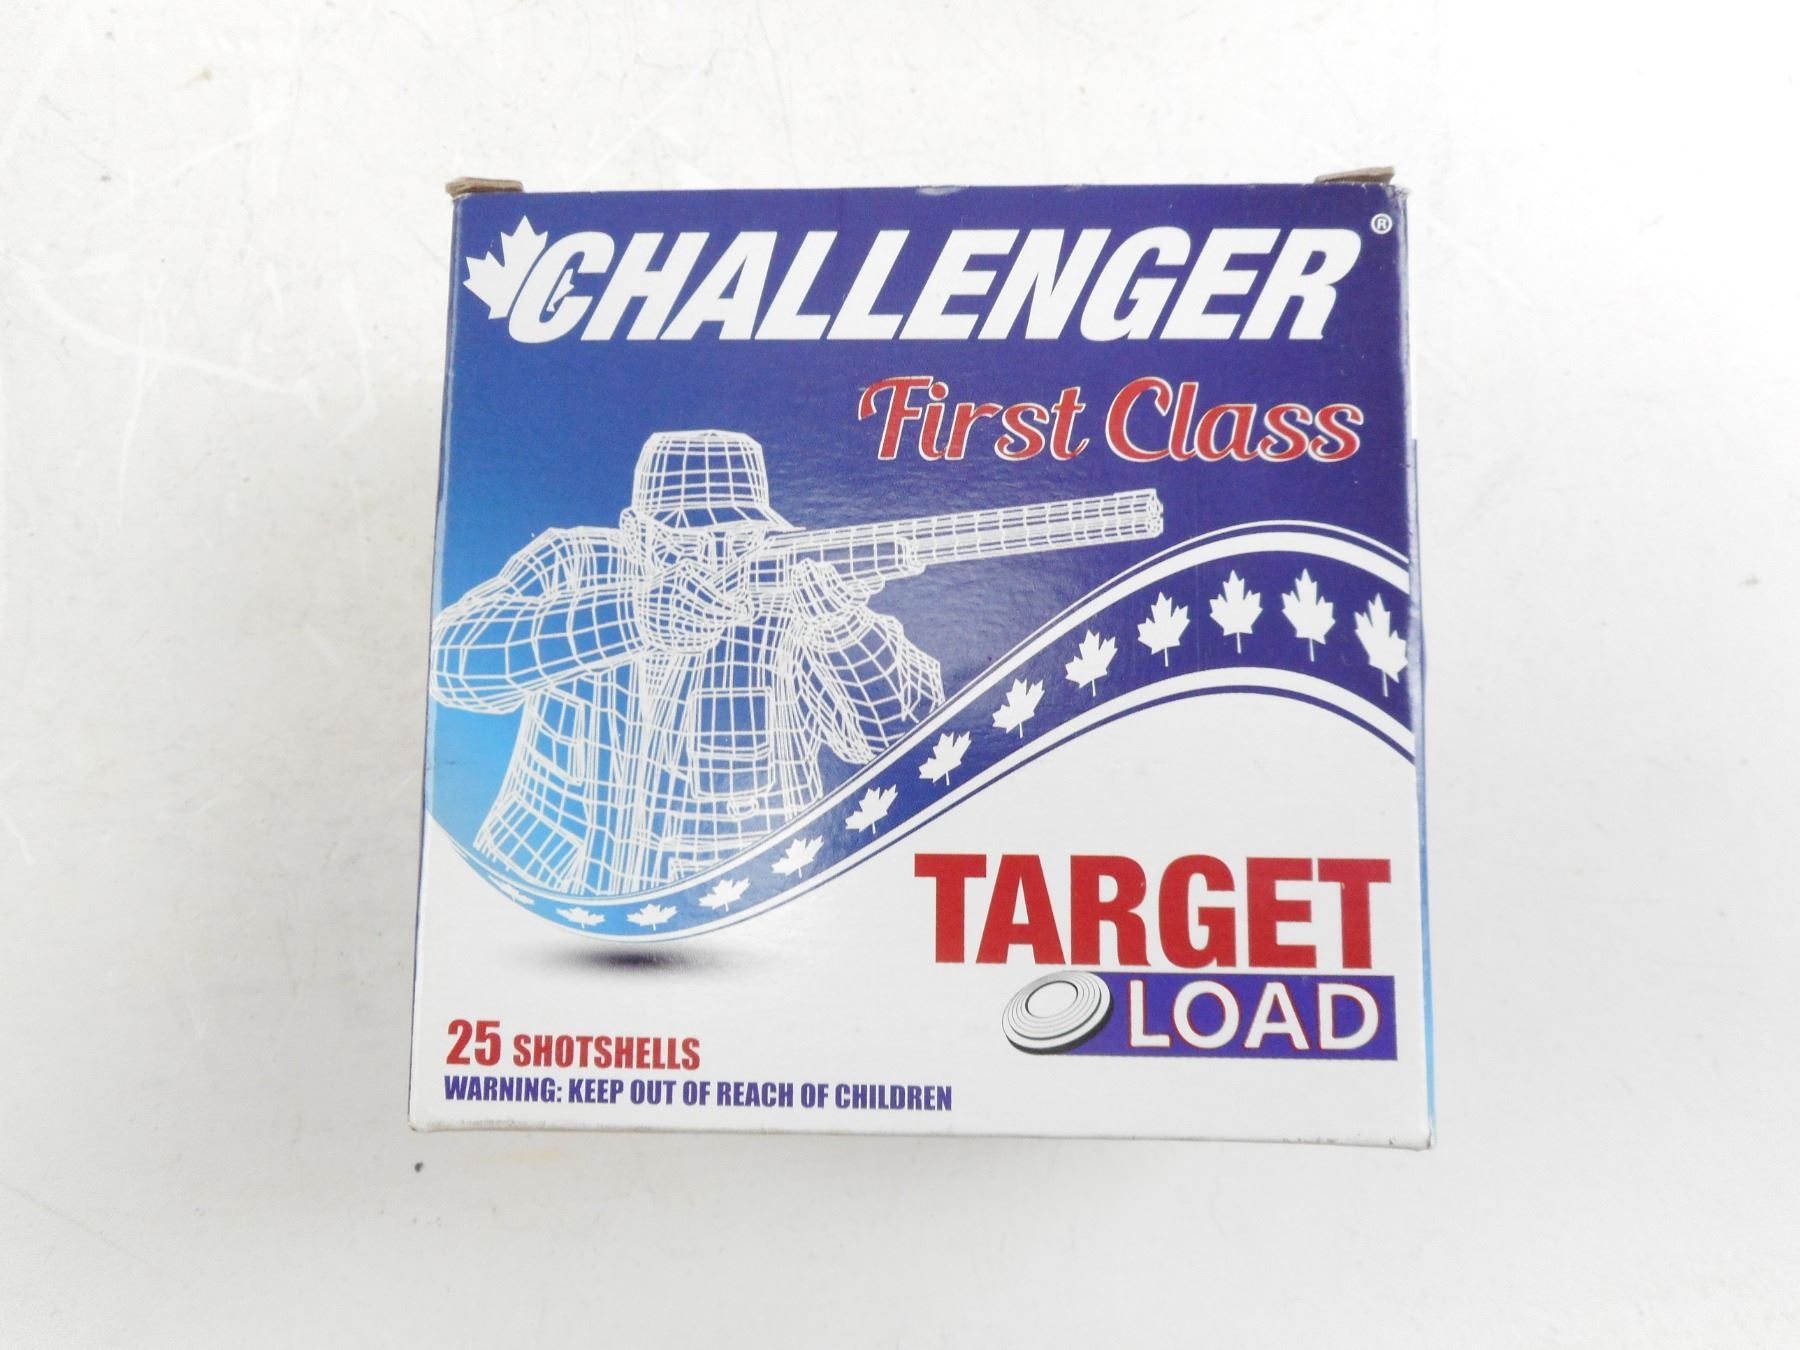 CHALLENGER®
First Class
TARGET
LOAD
25 SHOTSHELLS
WARNING: KEEP OUT OF REACH OF CHILDREN